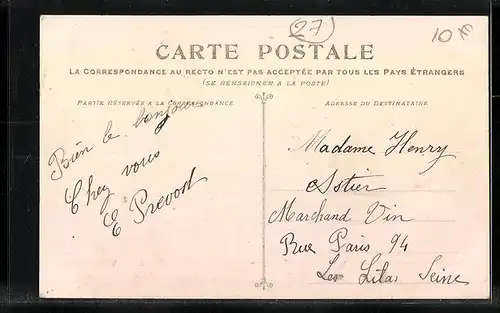 27
10 €
CARTE POSTALE
LA CORRESPONDANCE AU RECTO N'EST PAS ACCEPTÉE PAR TOUS LES PAYS ÉTRANGERS
(SE RENSEIGNER A LA POSTE)
PARTIE RÉSERVÉE A LA CORRESPONDANCE
ADRESSE DU DESTINATAIRE
Bien le bonjour
Chez vous
E Prevost
Madame Henry
Astier
Marchand Vin
Rue Paris 94
Les Lilas Seine